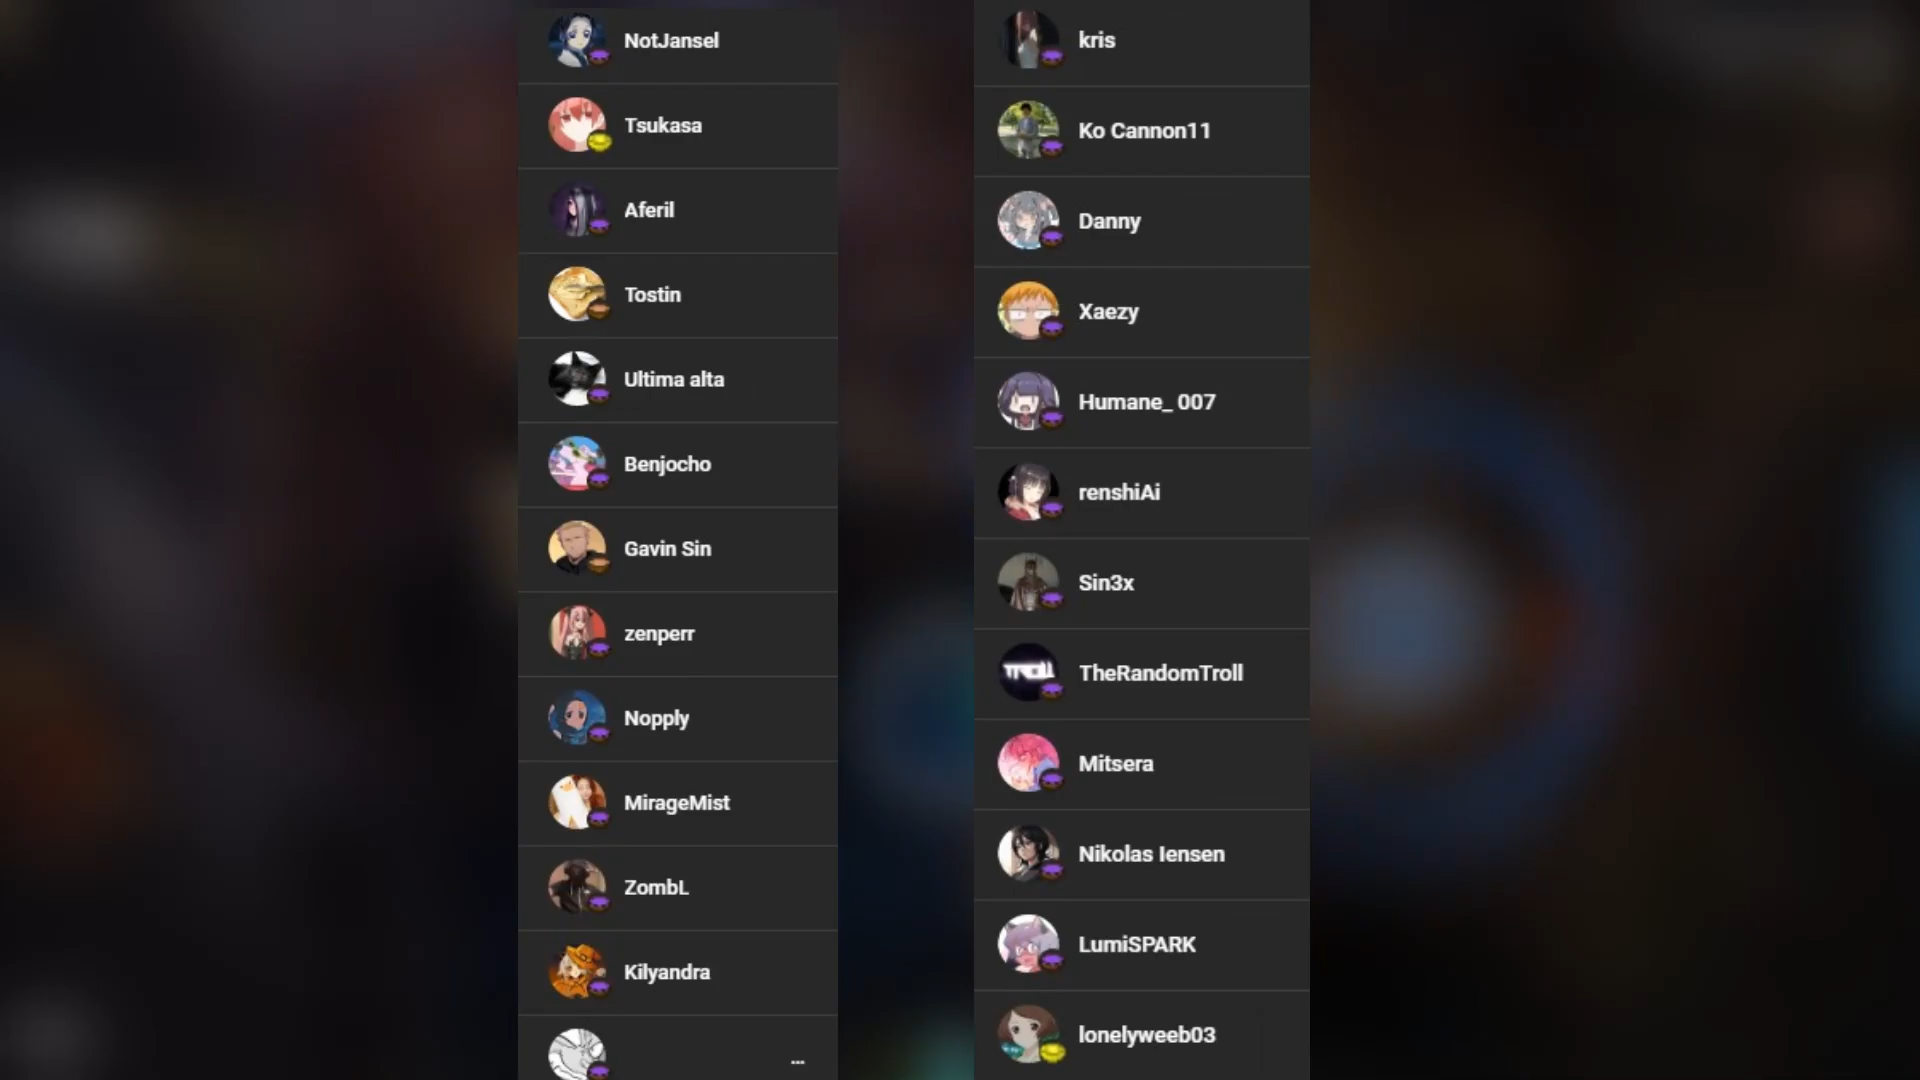 NotJansel
Tsukasa
Aferil
Tostin
Ultima alta
Benjocho
Gavin Sin
zenperr
Nopply
MirageMist
ZombL
Kilyandra
...
kris
Ko Cannon11
Danny
Xaezy
Humane_ 007
renshiAi
Sin3x
TheRandomTroll
TROLL
Mitsera
Nikolas Iensen
LumiSPARK
lonelyweeb03